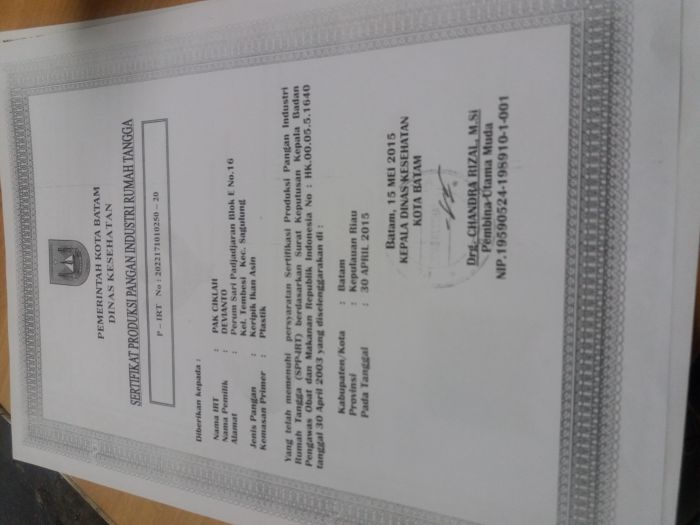 PEMERINTAH KOTA BATAM
DINAS KESEHATAN
SERTIFIKAT PRODUKSI PANGAN INDUSTRI RUMAH TANGGA
P – IRT No : 2022171010250 – 20
Diberikan kepada :
Nama IRT : PAK CIKLAH
Nama Pemilik : DEVIANTO
Alamat : Perum Sari Padjadjaran Blok E No.16
Kel. Tembesi Kec. Sagulung
Jenis Pangan : Keripik Ikan Asin
Kemasan Primer : Plastik
Yang telah memenuhi persyaratan Sertifikasi Produksi Pangan Industri
Rumah Tangga (SPP-IRT) berdasarkan Surat Keputusan Kepala Badan
Pengawas Obat dan Makanan Republik Indonesia No : HK.00.05.5.1640
tanggal 30 April 2003 yang diselenggarakan di :
Kabupaten/Kota : Batam
Provinsi : Kepulauan Riau
Pada Tanggal : 30 APRIL 2015
Batam, 15 MEI 2015
KEPALA DINAS KESEHATAN
KOTA BATAM
Drg. CHANDRA RIZAL, M.Si
Pembina Utama Muda
NIP.19590524-198910-1-001